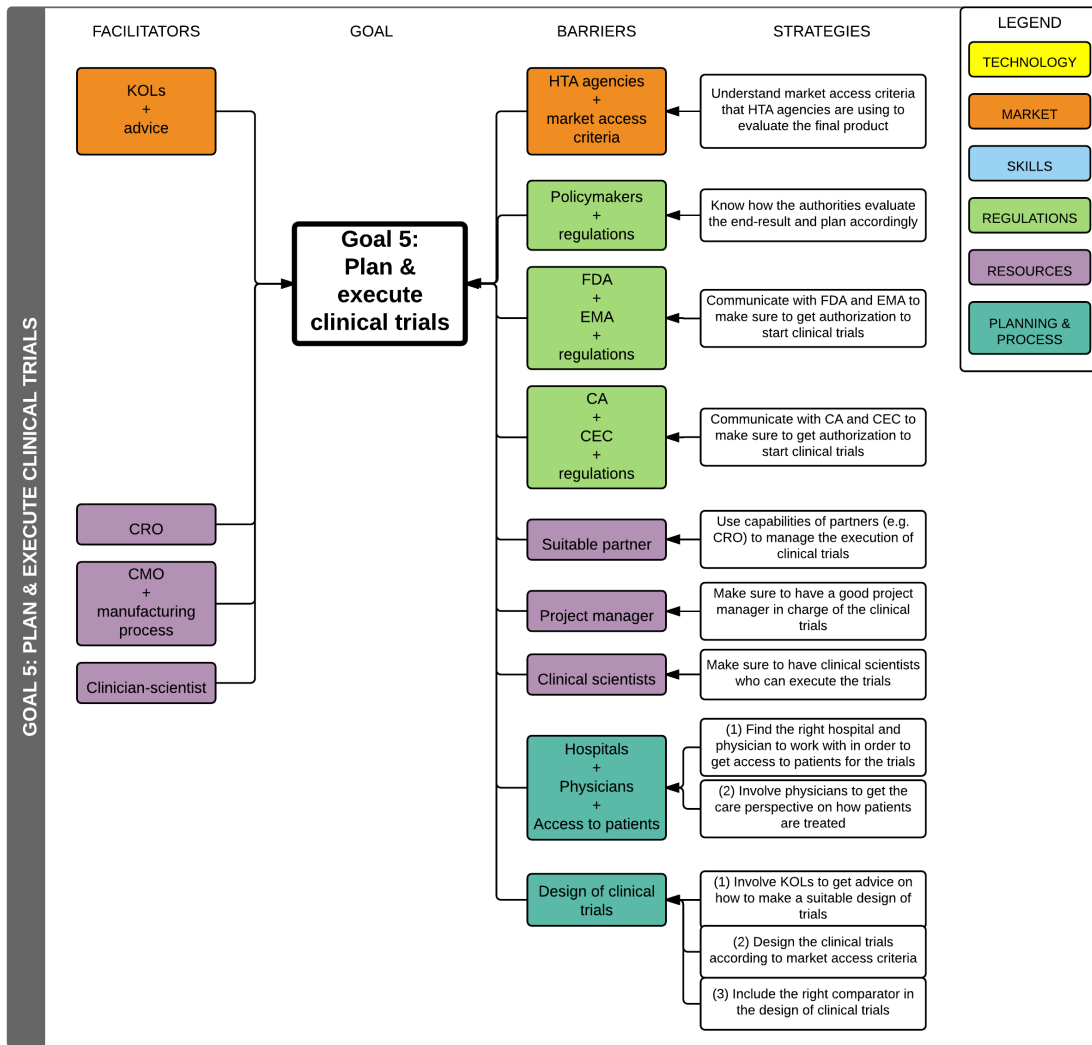 FACILITATORS
GOAL
BARRIERS
STRATEGIES
LEGEND
TECHNOLOGY
MARKET
SKILLS
REGULATIONS
RESOURCES
PLANNING &
PROCESS
GOAL 5: PLAN & EXECUTE CLINICAL TRIALS
KOLs
+
advice
CRO
CMO
+
manufacturing
process
Clinician-scientist
Goal 5:
Plan &
execute
clinical trials
HTA agencies
+
market access
criteria
Understand market access criteria
that HTA agencies are using to
evaluate the final product
Policymakers
+
regulations
Know how the authorities evaluate
the end-result and plan accordingly
FDA
+
EMA
+
regulations
Communicate with FDA and EMA to
make sure to get authorization to
start clinical trials
CA
+
CEC
+
regulations
Communicate with CA and CEC to
make sure to get authorization to
start clinical trials
Suitable partner
Use capabilities of partners (e.g.
CRO) to manage the execution of
clinical trials
Project manager
Make sure to have a good project
manager in charge of the clinical
trials
Clinical scientists
Make sure to have clinical scientists
who can execute the trials
Hospitals
+
Physicians
+
Access to patients
(1) Find the right hospital and
physician to work with in order to
get access to patients for the trials
(2) Involve physicians to get the
care perspective on how patients
are treated
Design of clinical
trials
(1) Involve KOLs to get advice on
how to make a suitable design of
trials
(2) Design the clinical trials
according to market access criteria
(3) Include the right comparator in
the design of clinical trials